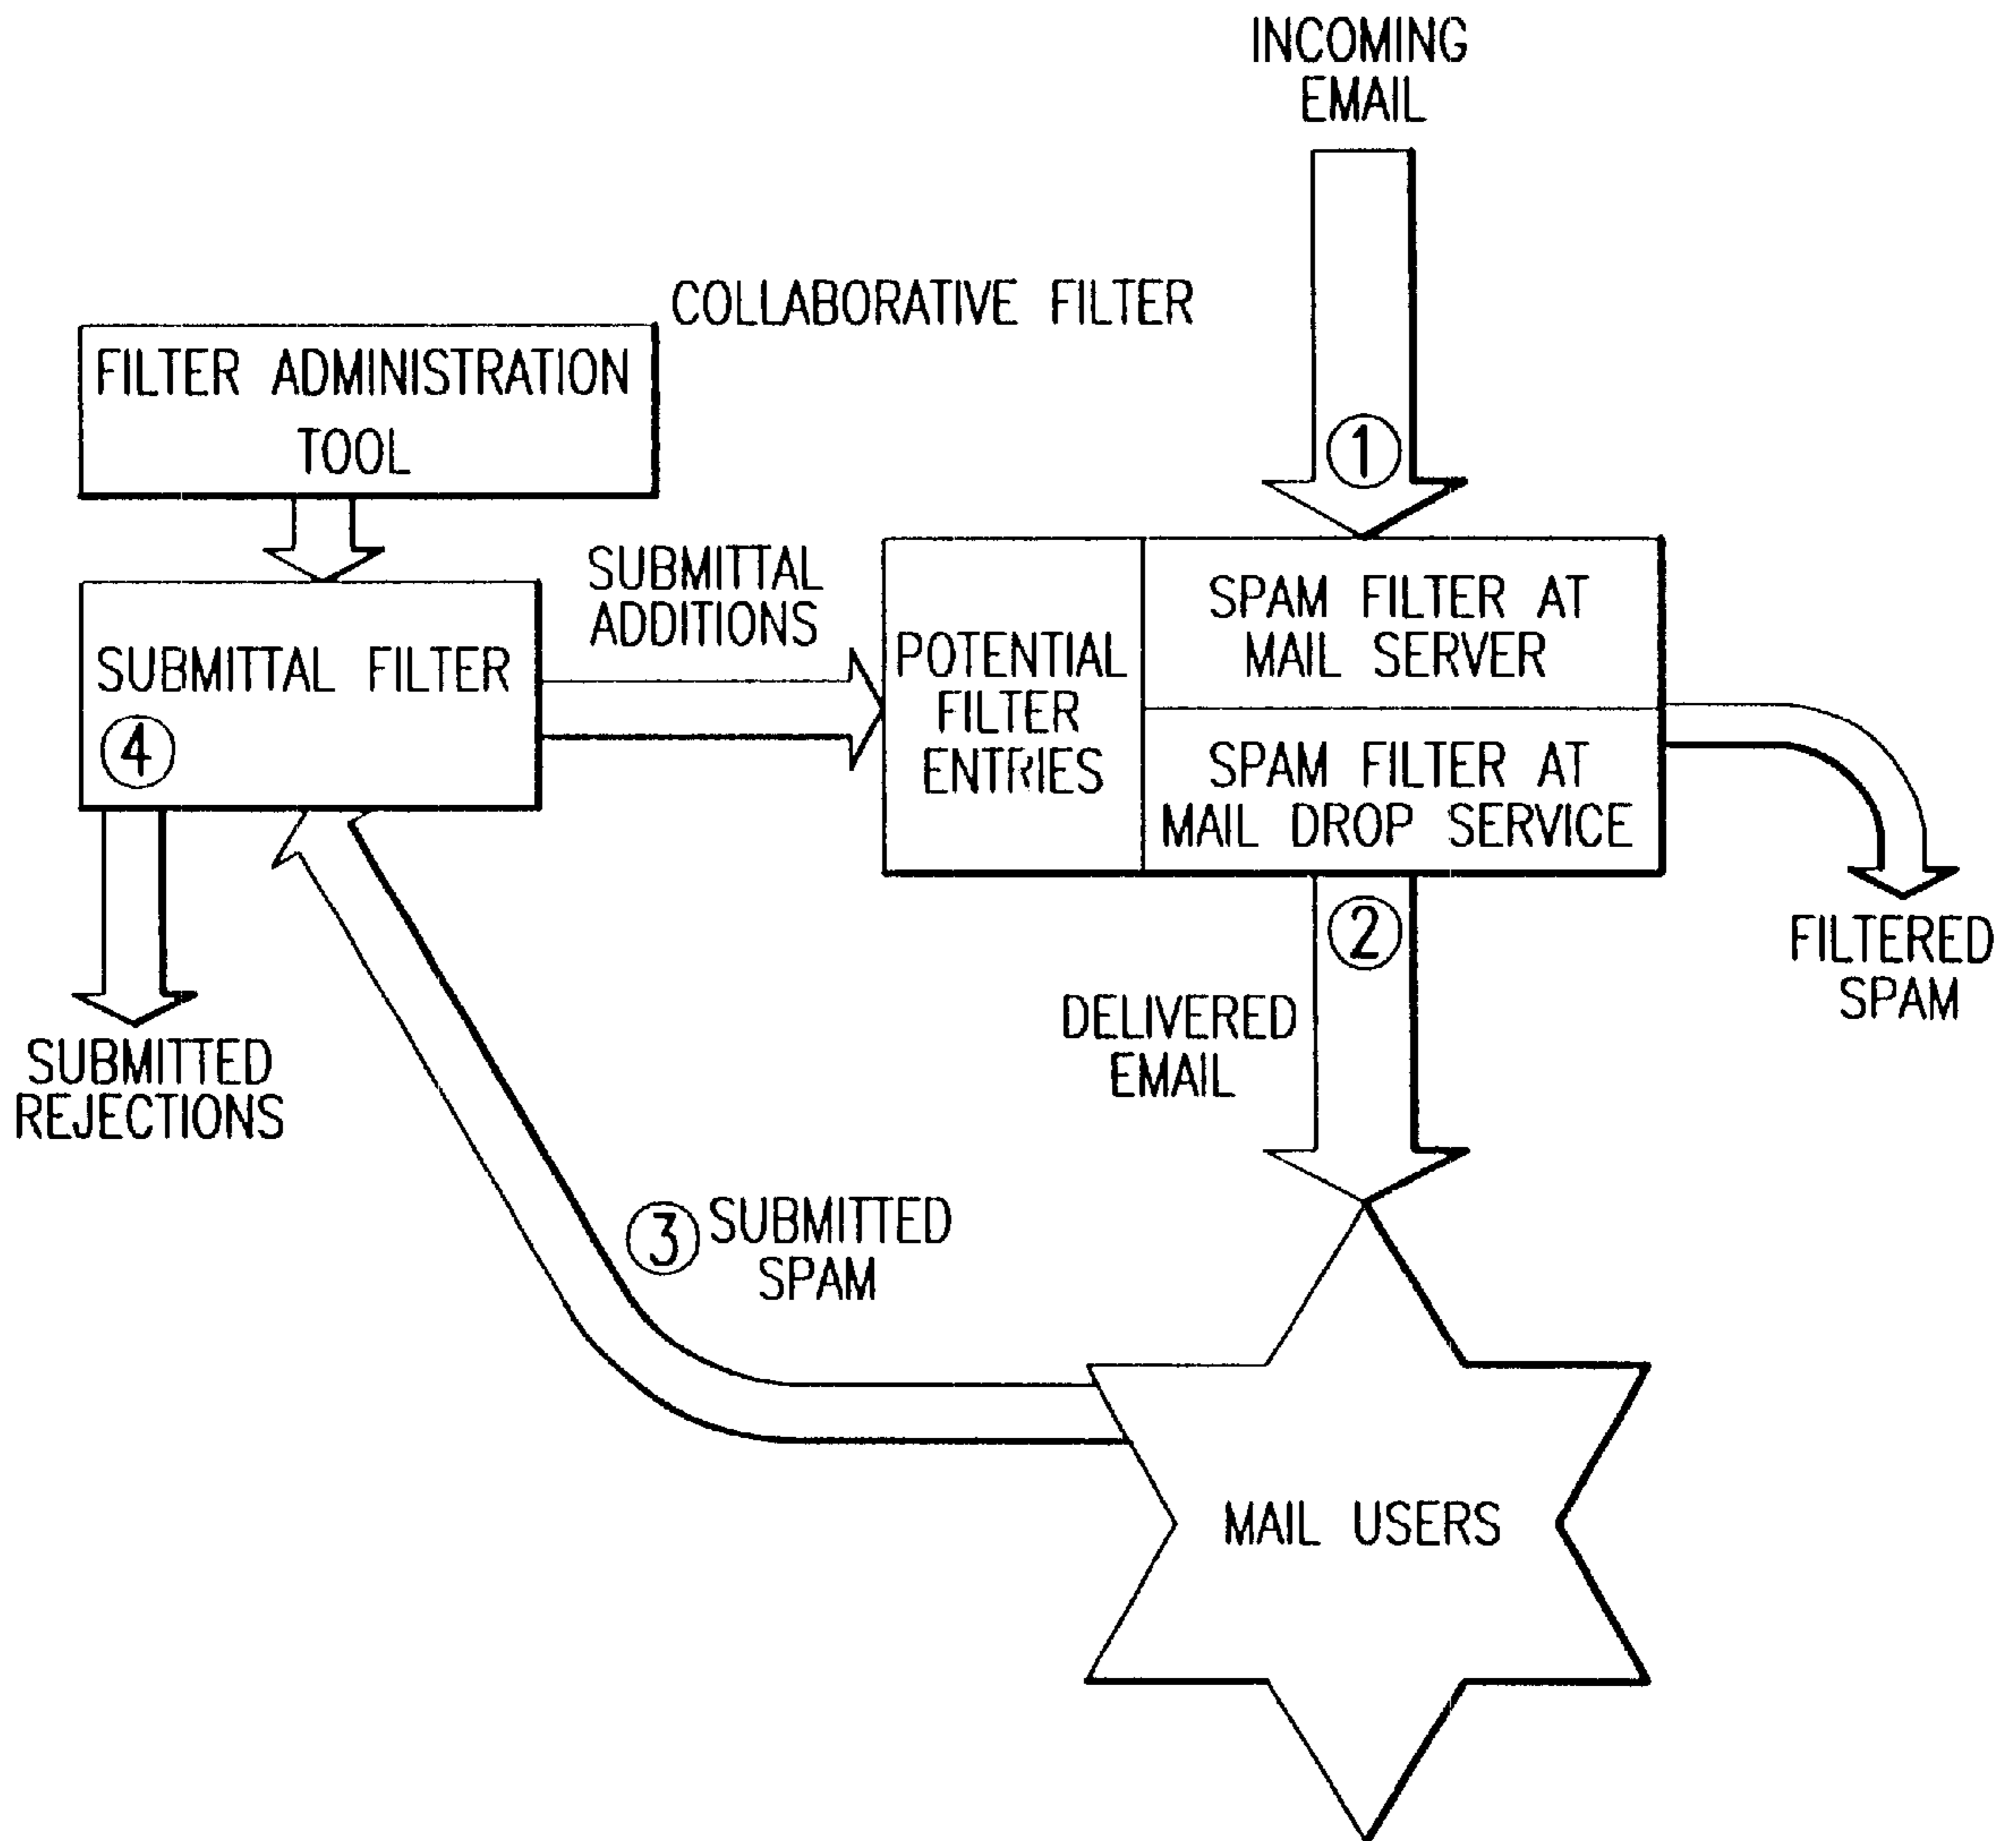 INCOMING
EMAIL
COLLABORATIVE FILTER
FILTER ADMINISTRATION
TOOL
1
SUBMITTAL
ADDITIONS
SUBMITTAL FILTER
4
POTENTIAL
FILTER
ENTRIES
SPAM FILTER AT
MAIL SERVER
SPAM FILTER AT
MAIL DROP SERVICE
2
FILTERED
SPAM
DELIVERED
EMAIL
SUBMITTED
REJECTIONS
3 SUBMITTED
SPAM
MAIL USERS